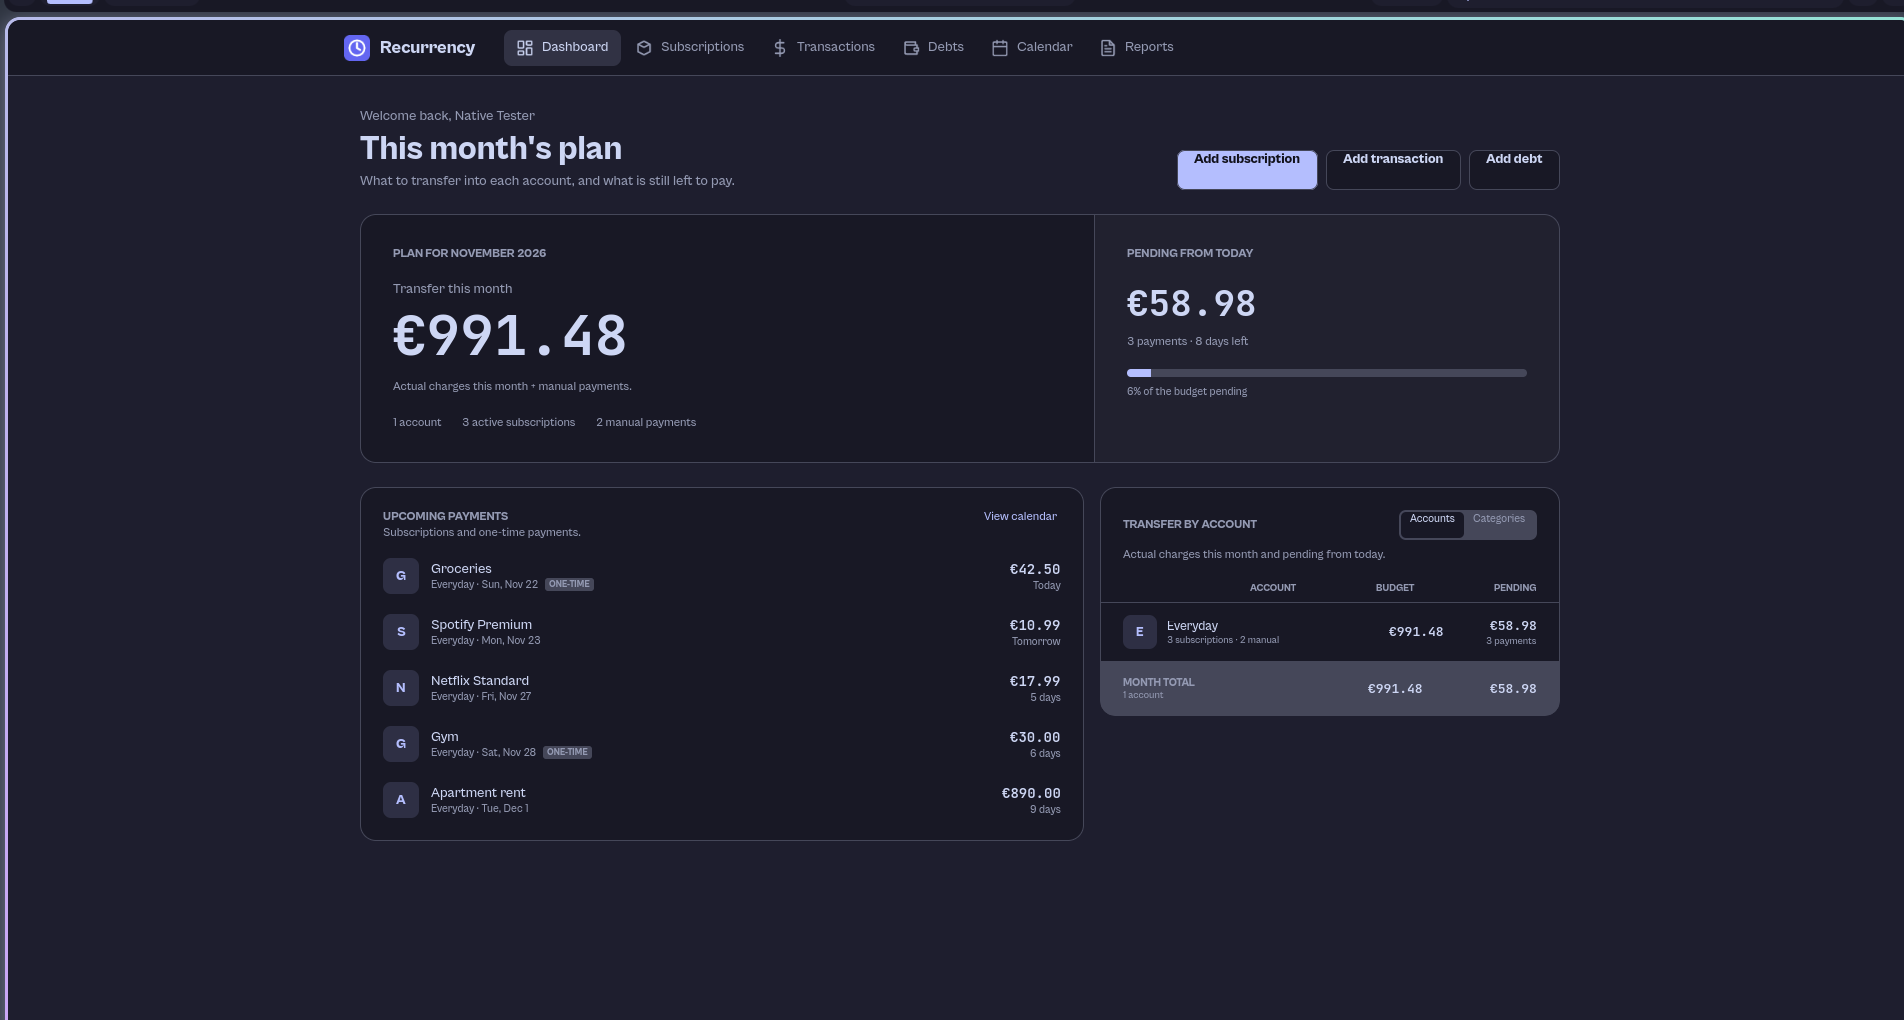 Recurrency
Dashboard
Subscriptions
Transactions
Debts
Calendar
Reports
Welcome back, Native Tester
This month's plan
What to transfer into each account, and what is still left to pay.
Add subscription
Add transaction
Add debt
PLAN FOR NOVEMBER 2026
Transfer this month
€991.48
Actual charges this month + manual payments.
1 account
3 active subscriptions
2 manual payments
PENDING FROM TODAY
€58.98
3 payments · 8 days left
6% of the budget pending
UPCOMING PAYMENTS
View calendar
Subscriptions and one-time payments.
G
Groceries
€42.50
Everyday · Sun, Nov 22
ONE-TIME
Today
S
Spotify Premium
€10.99
Everyday · Mon, Nov 23
Tomorrow
N
Netflix Standard
€17.99
Everyday · Fri, Nov 27
5 days
G
Gym
€30.00
Everyday · Sat, Nov 28
ONE-TIME
6 days
A
Apartment rent
€890.00
Everyday · Tue, Dec 1
9 days
TRANSFER BY ACCOUNT
Accounts
Categories
Actual charges this month and pending from today.
ACCOUNT
BUDGET
PENDING
E
Everyday
3 subscriptions · 2 manual
€991.48
€58.98
3 payments
MONTH TOTAL
1 account
€991.48
€58.98